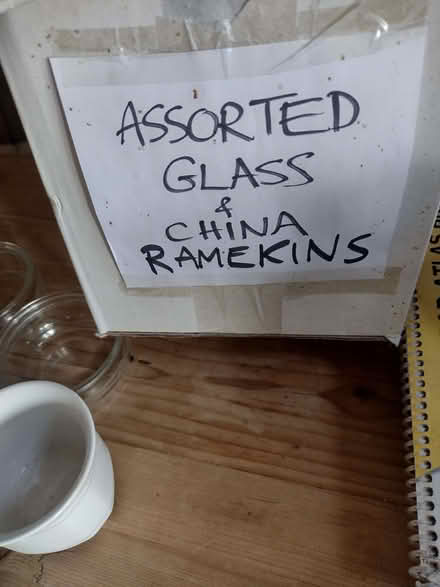 ASSORTED
GLASS
&
CHINA
RAMEKINS